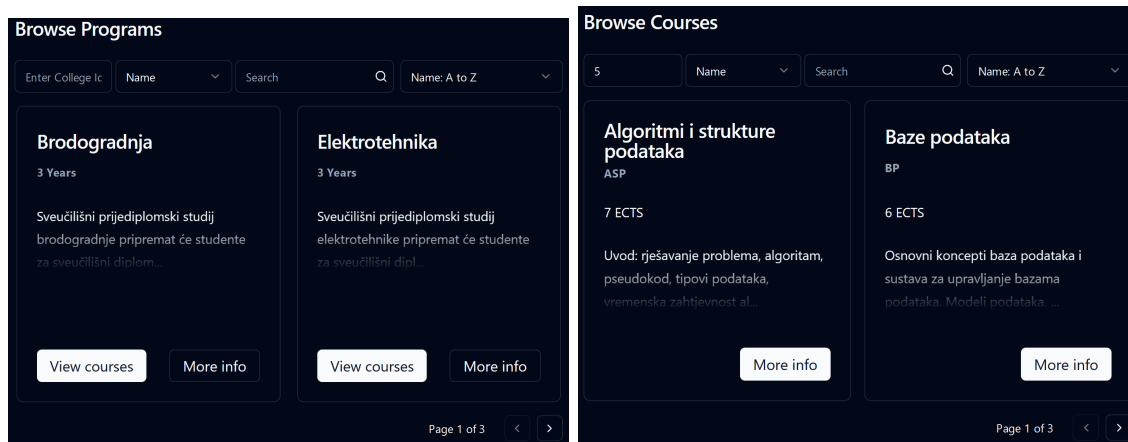 Browse Programs
Enter College Ic
Name
Search
Name: A to Z
Brodogradnja
3 Years
Sveučilišni prijediplomski studij
brodogradnje pripremat će studente
za sveučilišni diplom...
View courses
More info
Elektrotehnika
3 Years
Sveučilišni prijediplomski studij
elektrotehnike pripremat će studente
za sveučilišni dipl...
View courses
More info
Page 1 of 3
Browse Courses
5
Name
Search
Name: A to Z
Algoritmi i strukture
podataka
ASP
7 ECTS
Uvod: rješavanje problema, algoritam,
pseudokod, tipovi podataka,
vremenska zahtjevnost al...
More info
Baze podataka
BP
6 ECTS
Osnovni koncepti baza podataka i
sustava za upravljanje bazama
podataka. Modeli podataka. ...
More info
Page 1 of 3